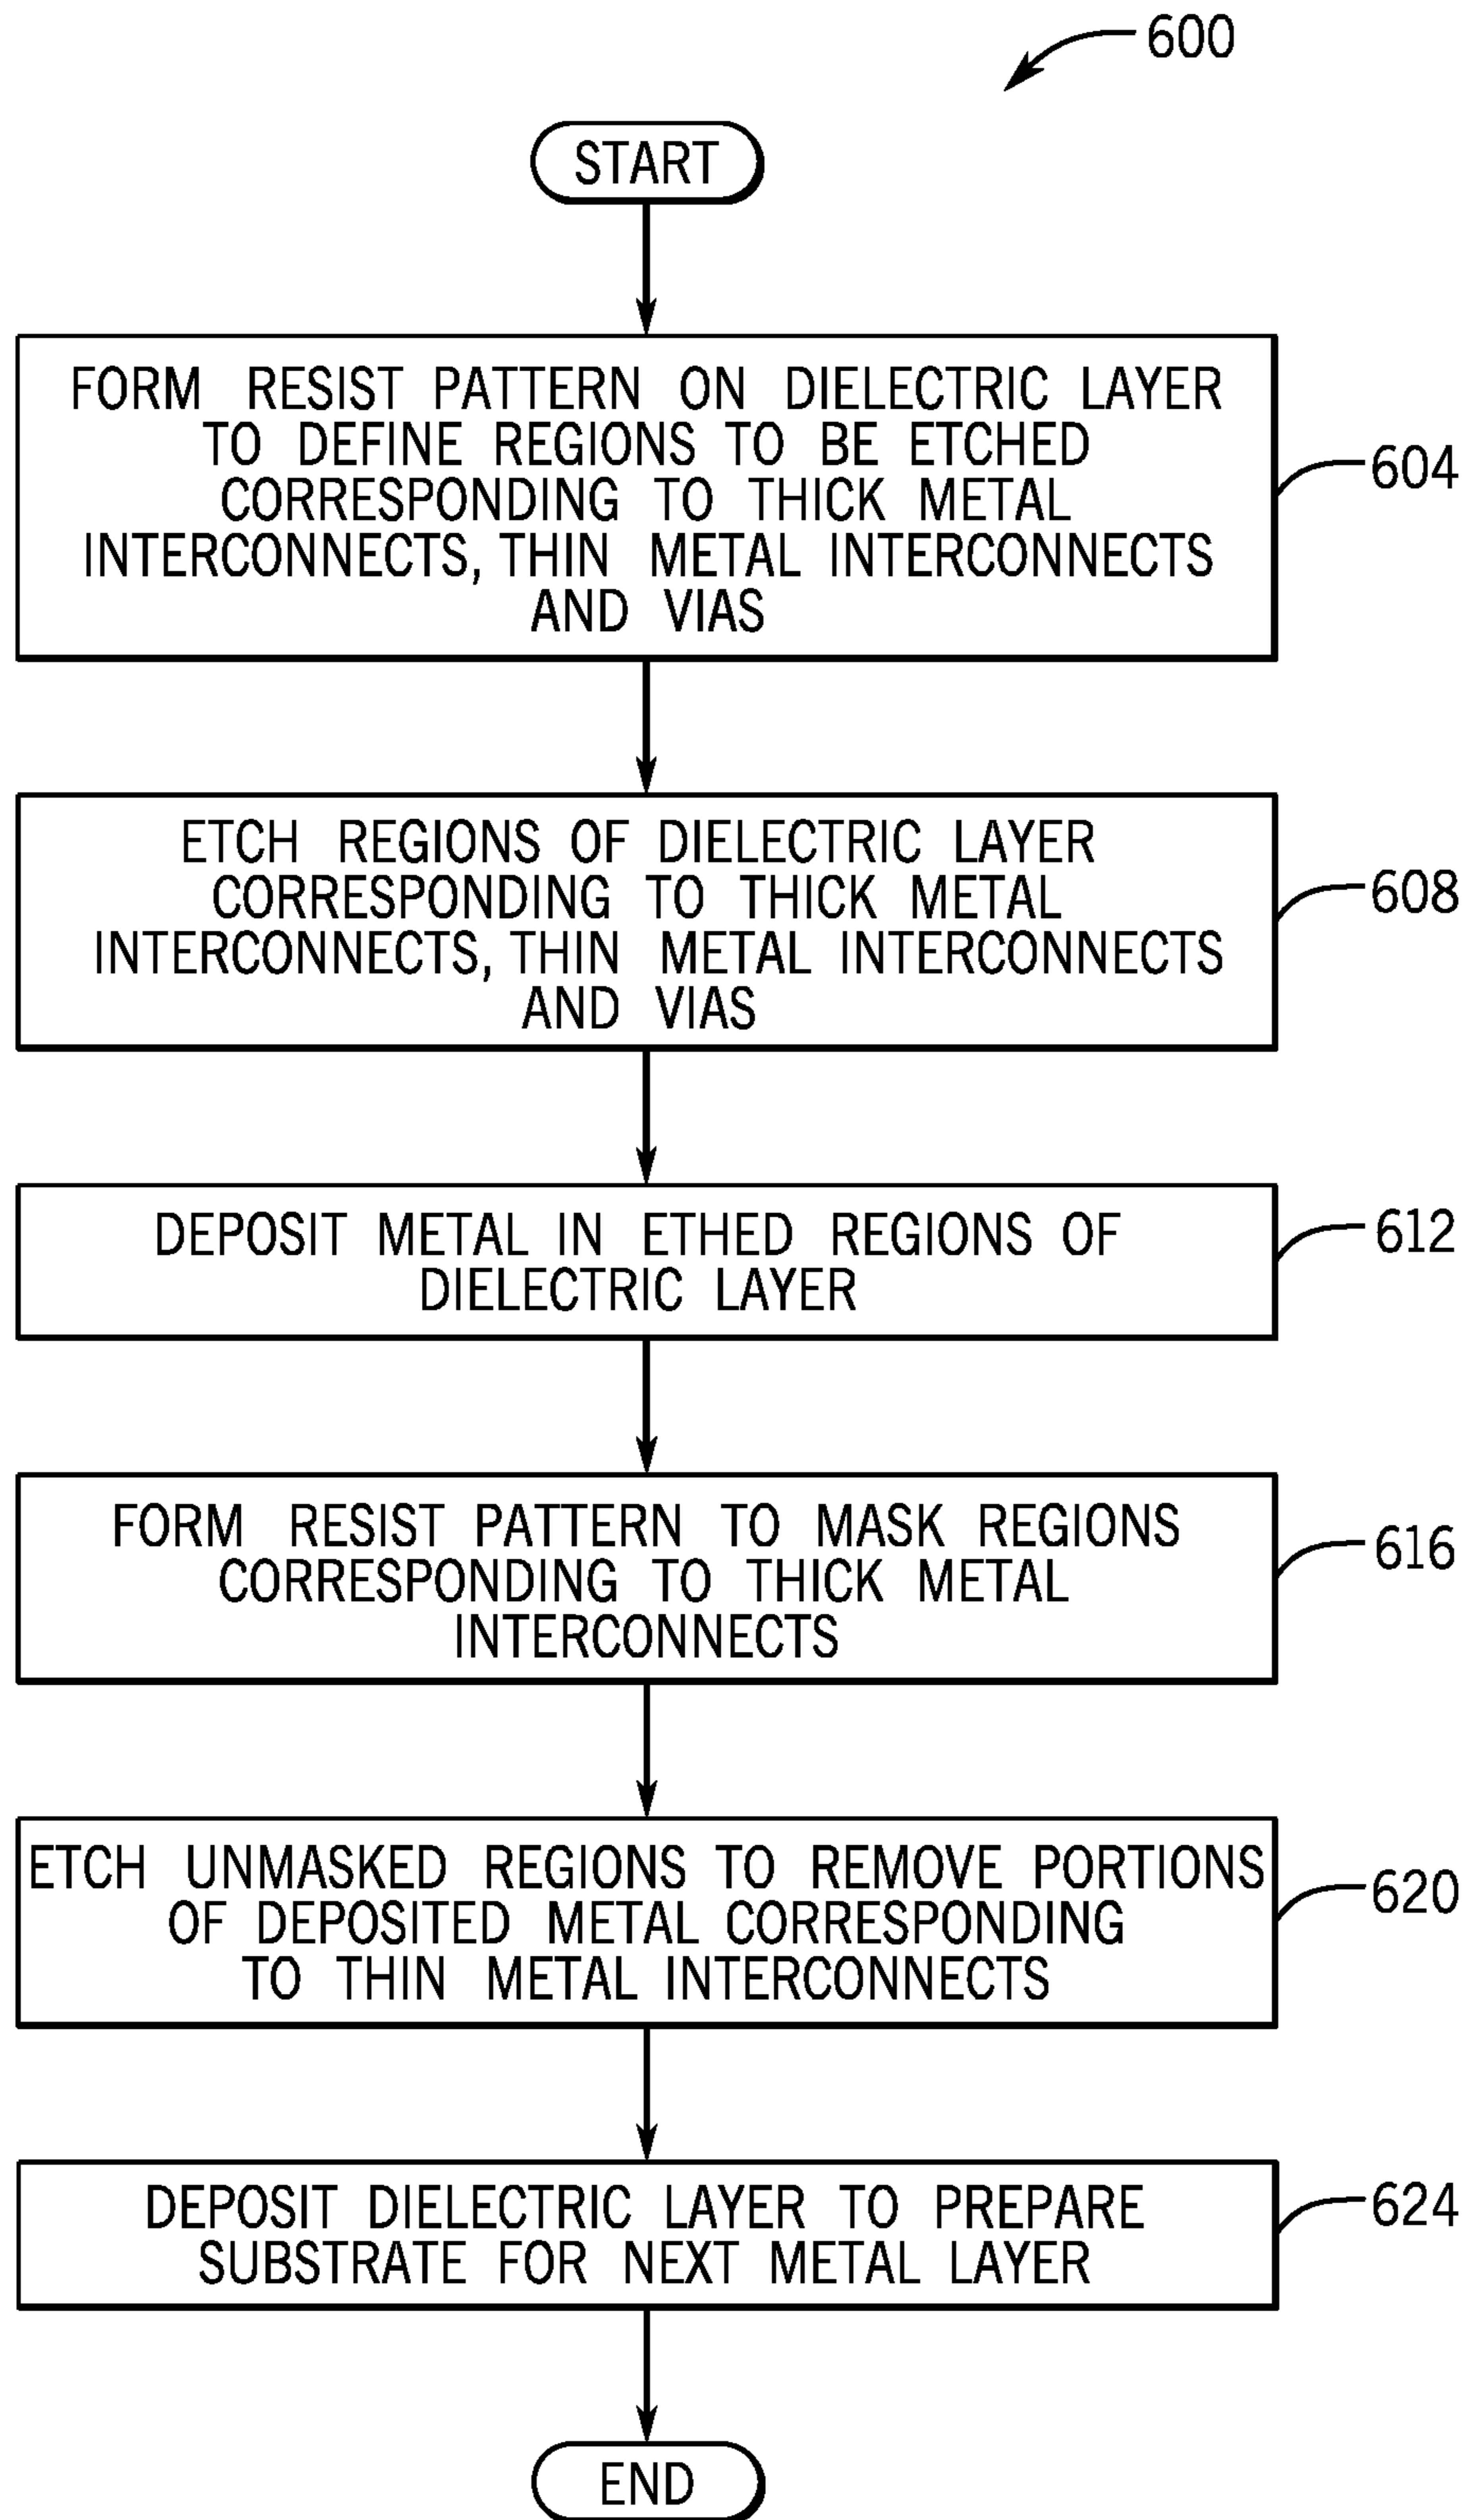 600
START
FORM RESIST PATTERN ON DIELECTRIC LAYER
TO DEFINE REGIONS TO BE ETCHED
CORRESPONDING TO THICK METAL
INTERCONNECTS, THIN METAL INTERCONNECTS
AND VIAS
604
ETCH REGIONS OF DIELECTRIC LAYER
CORRESPONDING TO THICK METAL
INTERCONNECTS, THIN METAL INTERCONNECTS
AND VIAS
608
DEPOSIT METAL IN ETHED REGIONS OF
DIELECTRIC LAYER
612
FORM RESIST PATTERN TO MASK REGIONS
CORRESPONDING TO THICK METAL
INTERCONNECTS
616
ETCH UNMASKED REGIONS TO REMOVE PORTIONS
OF DEPOSITED METAL CORRESPONDING
TO THIN METAL INTERCONNECTS
620
DEPOSIT DIELECTRIC LAYER TO PREPARE
SUBSTRATE FOR NEXT METAL LAYER
624
END